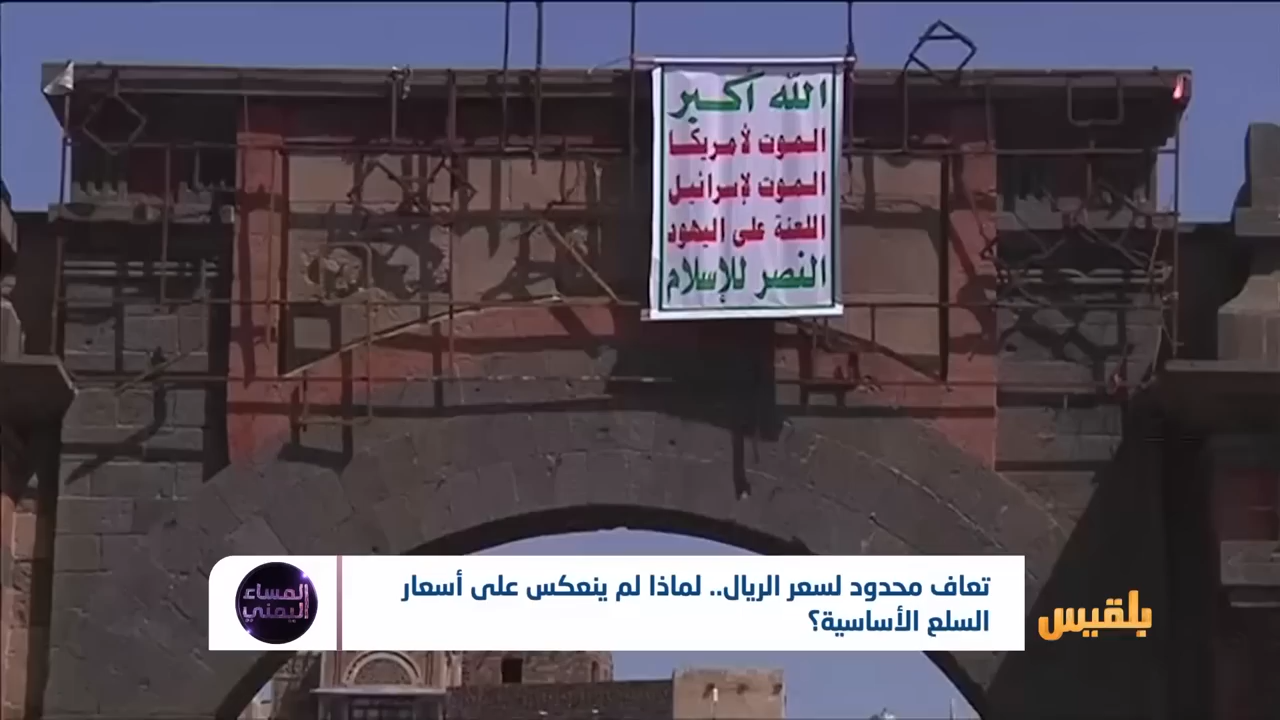 الله أكبر
الموت لأمريكا
الموت لإسرائيل
اللعنة على اليهود
النصر للإسلام
تعاف محدود لسعر الريال.. لماذا لم ينعكس على أسعار
السلع الأساسية؟
المساء
اليمني
بلقيس